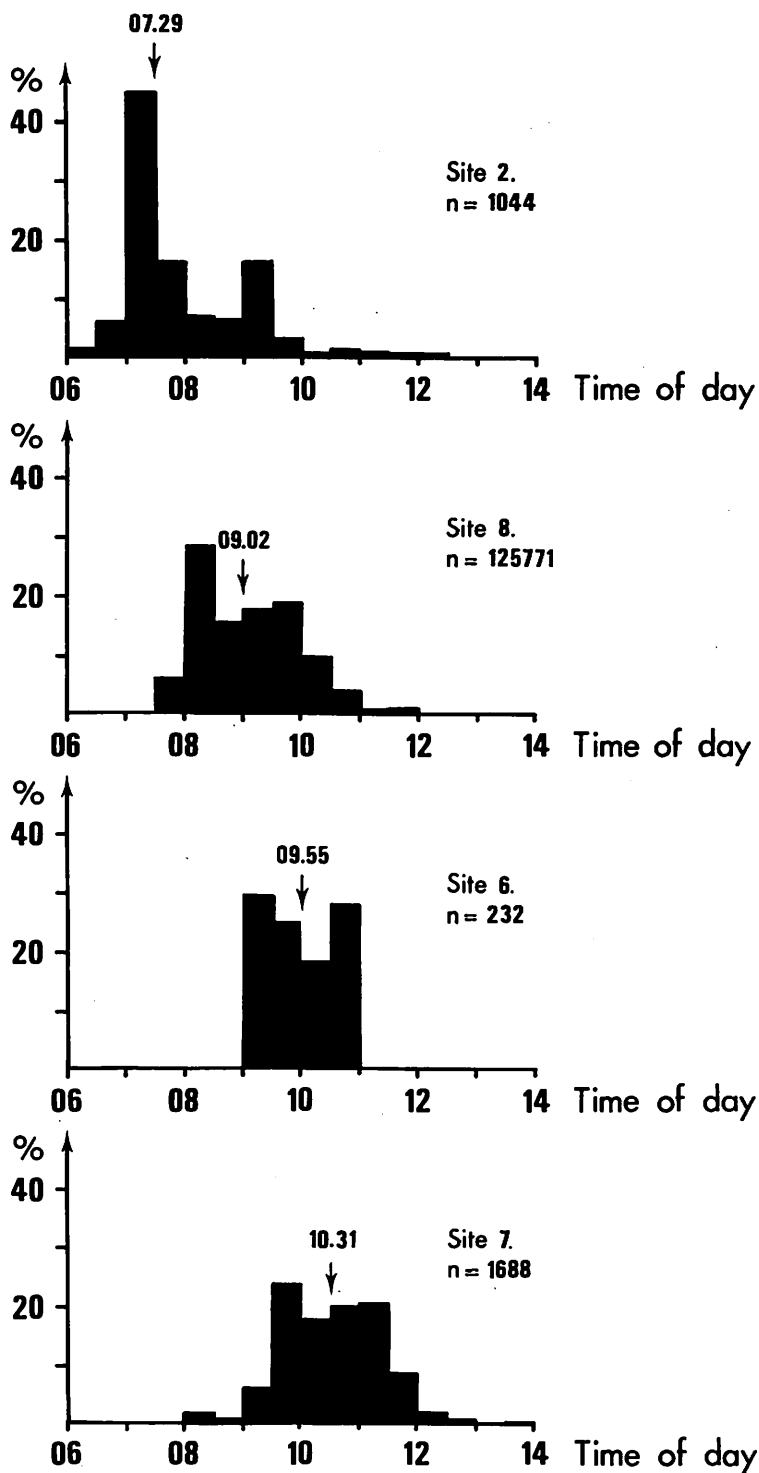 07.29
%
40
Site 2.
n = 1044
20
06 08 10 12 14 Time of day
%
40
Site 8.
09.02
n = 125771
20
06 08 10 12 14 Time of day
%
40
09.55
Site 6.
n = 232
20
06 08 10 12 14 Time of day
%
40
10.31
Site 7.
n = 1688
20
06 08 10 12 14 Time of day